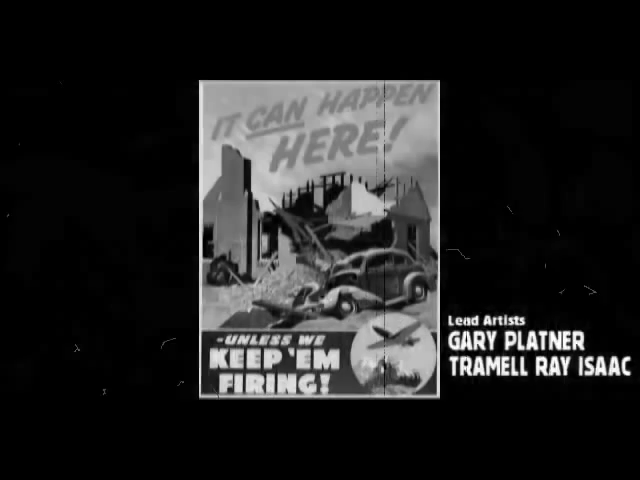 IT CAN HAPPEN
HERE!
-UNLESS WE
KEEP 'EM
FIRING!
Lead Artists
GARY PLATNER
TRAMELL RAY ISAAC